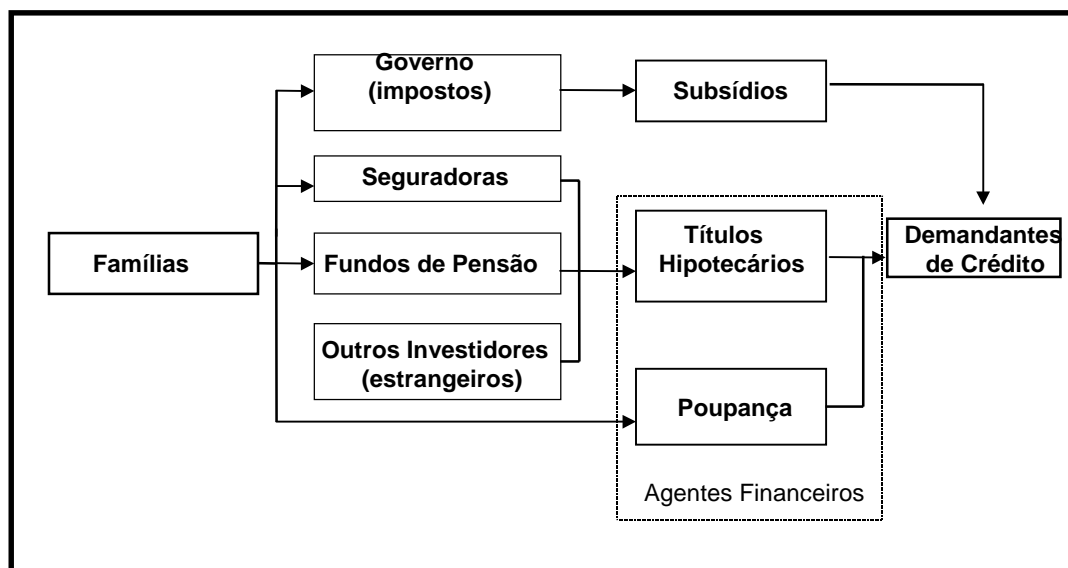 Governo
(impostos)
Subsídios
Seguradoras
Famílias
Fundos de Pensão
Títulos
Hipotecários
Demandantes
de Crédito
Outros Investidores
(estrangeiros)
Poupança
Agentes Financeiros